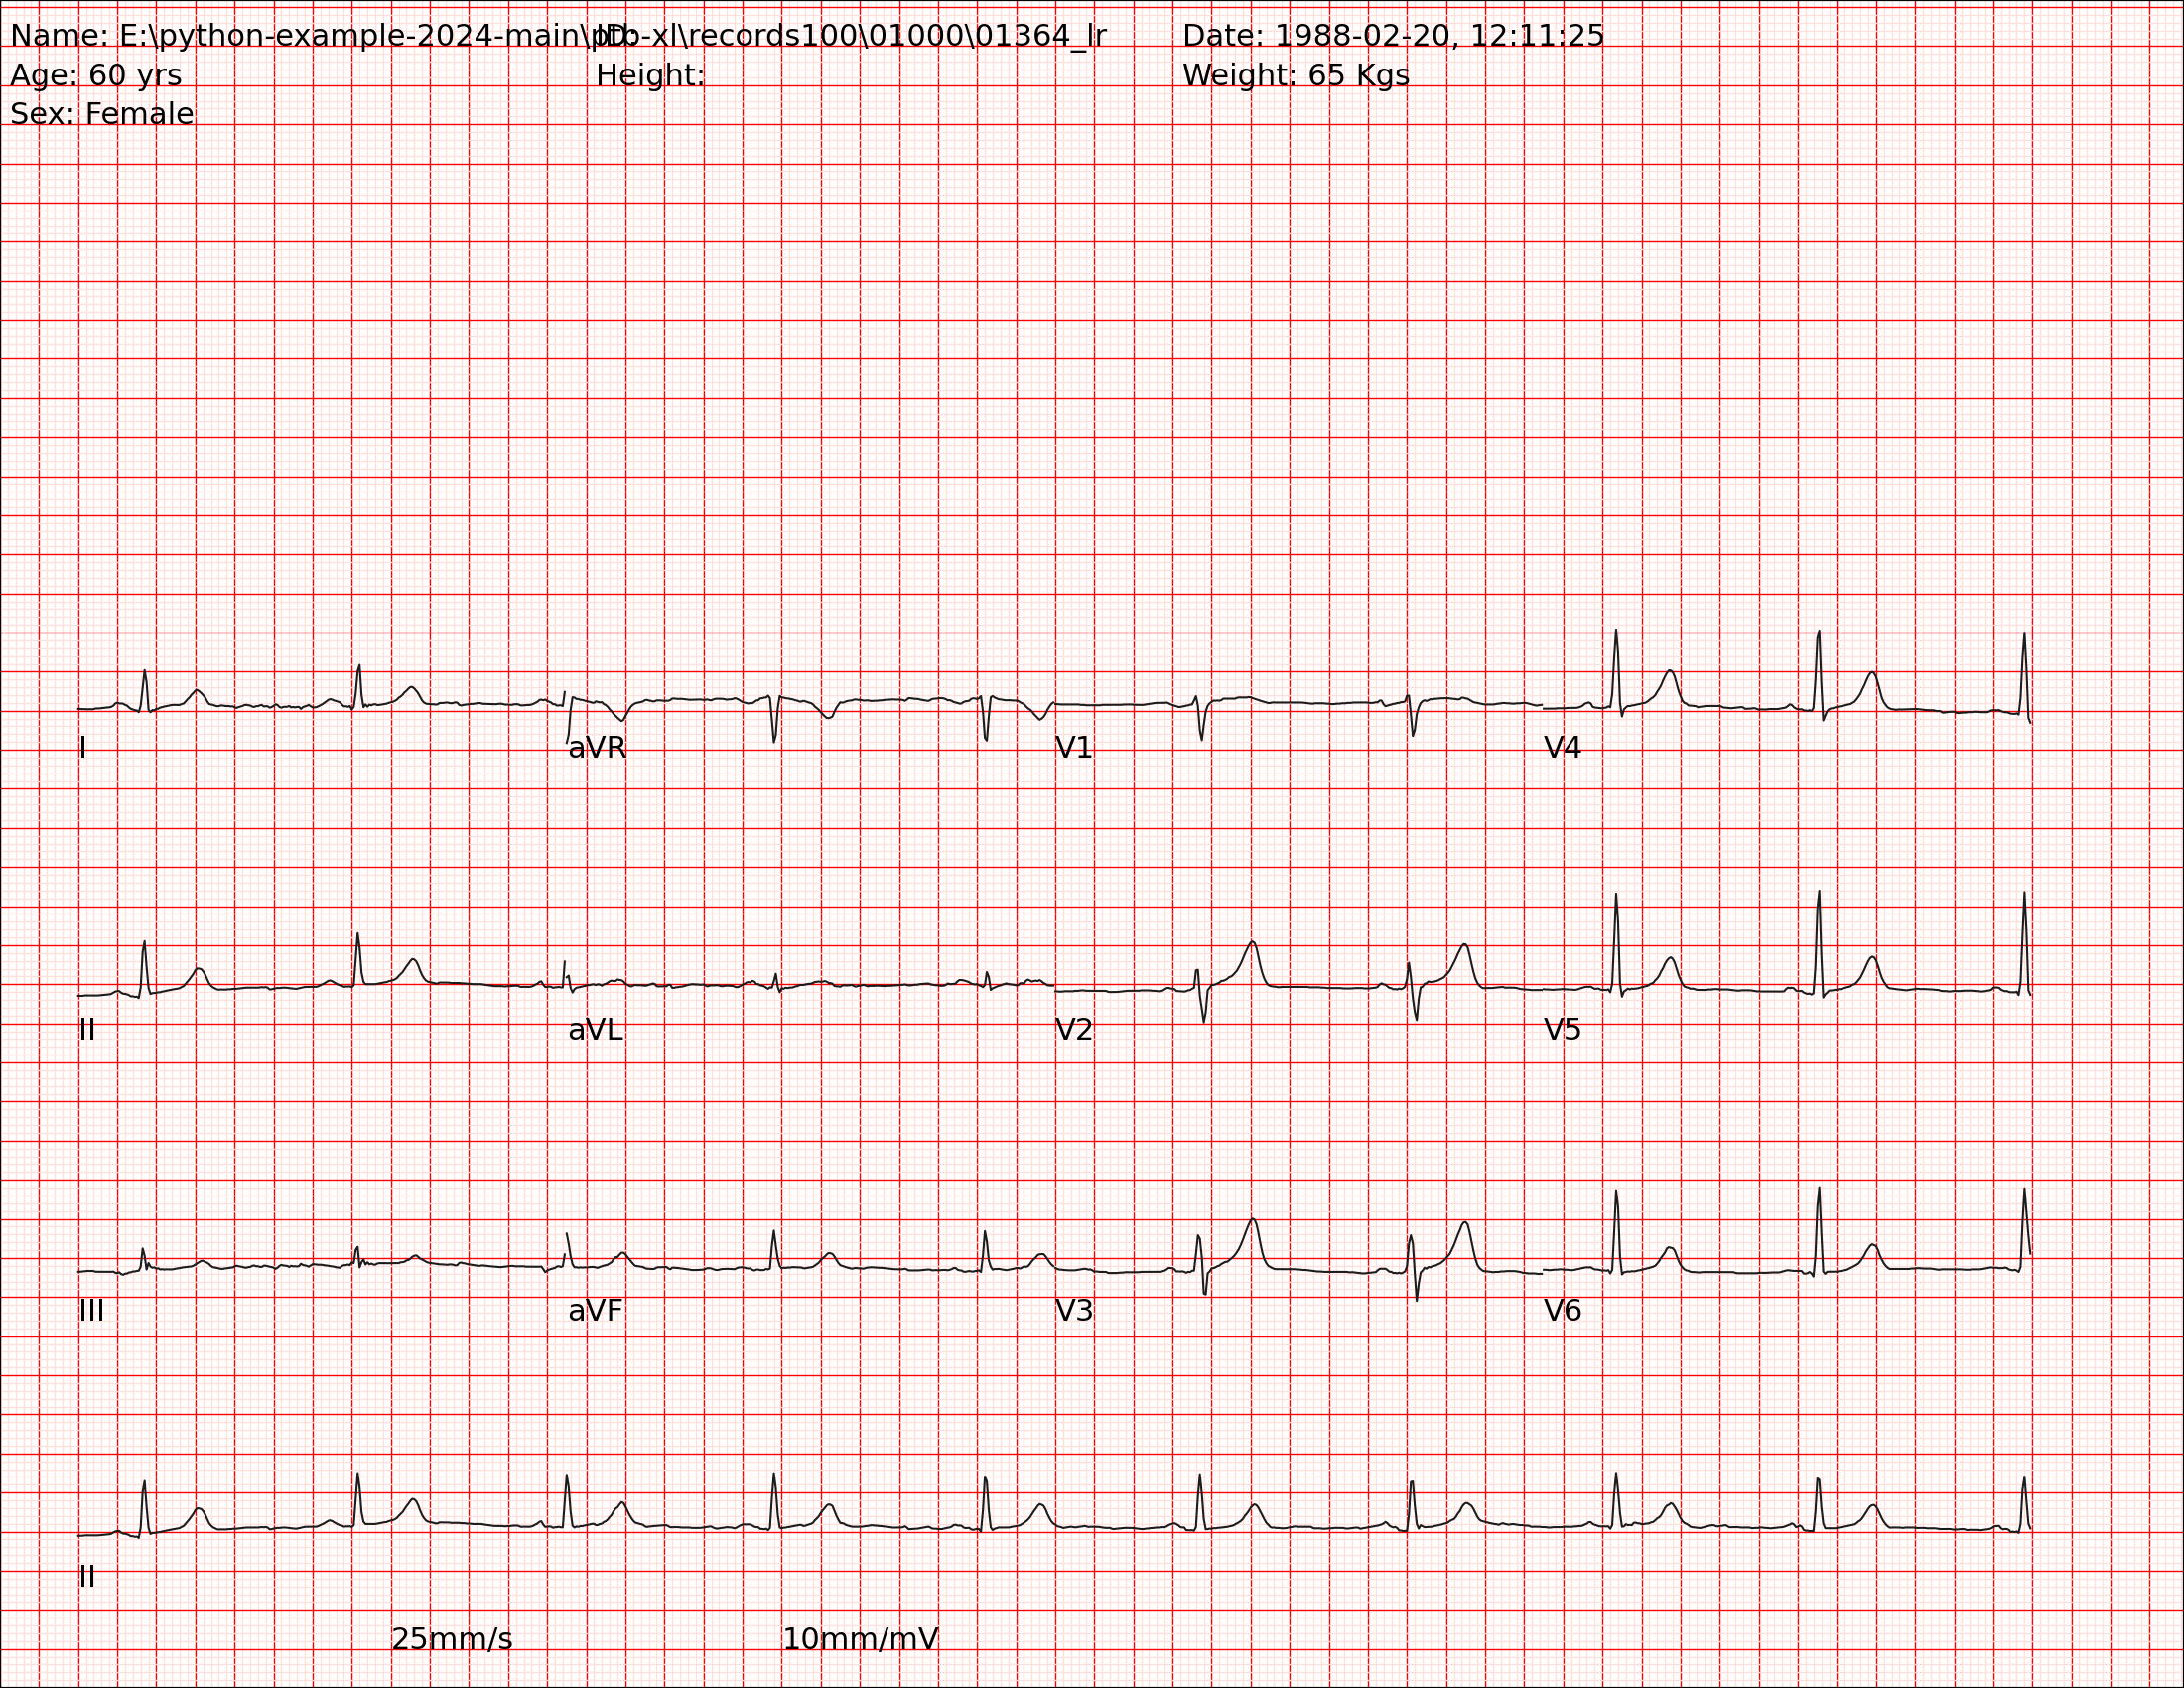 Name: E:\python-example-2024-main\ptb-xl\records100\01000\01364_lr ID: Date: 1988-02-20, 12:11:25
Age: 60 yrs Height: Weight: 65 Kgs
Sex: Female
I aVR V1 V4
II aVL V2 V5
III aVF V3 V6
II
25mm/s 10mm/mV